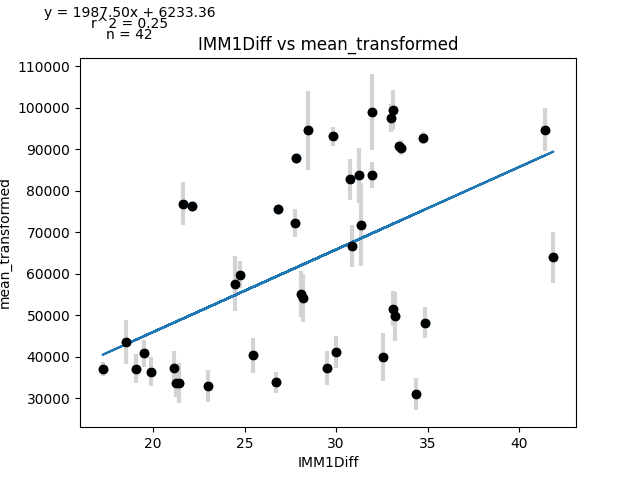 y = 1987.50x + 6233.36
r^2 = 0.25
n = 42
IMM1Diff vs mean_transformed
110000
100000
90000
80000
70000
60000
50000
40000
30000
mean_transformed
20
25
30
35
40
IMM1Diff